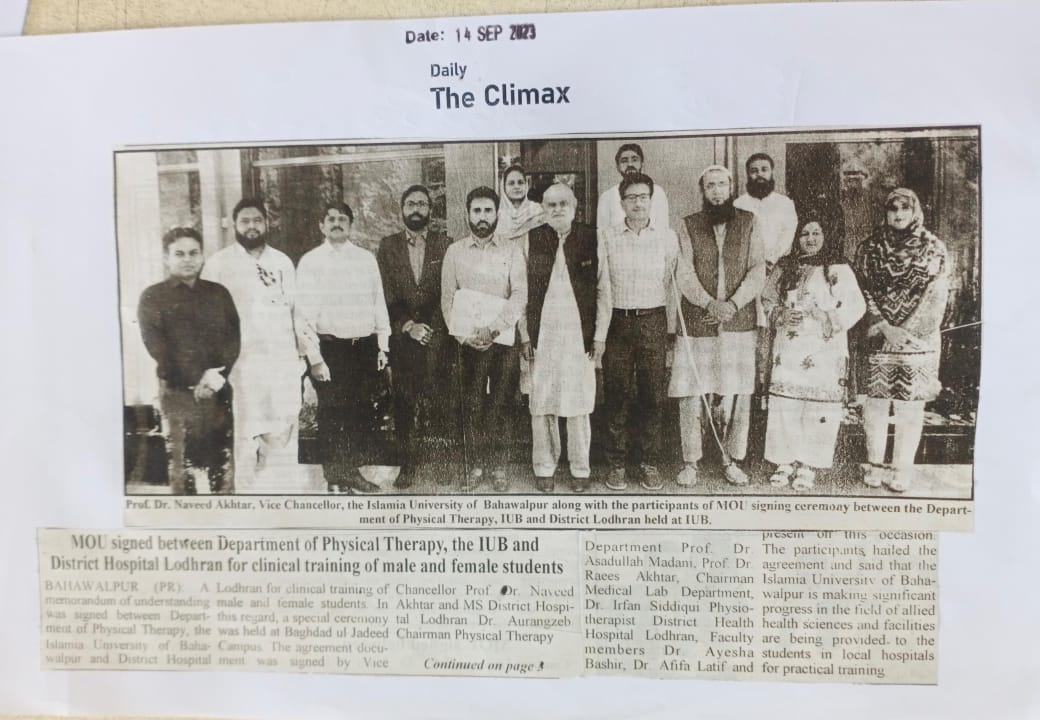 Date: 14 SEP 2023
Daily
The Climax
Prof. Dr. Naveed Akhtar, Vice Chancellor, the Islamia University of Bahawalpur along with the participants of MOU signing ceremony between the Depart-
ment of Physical Therapy, IUB and District Lodhran held at IUB.
MOU signed between Department of Physical Therapy, the IUB and
District Hospital Lodhran for clinical training of male and female students
BAHAWALPUR (PR): A
memorandum of understanding
was signed between Depart-
ment of Physical Therapy, the
Islamia University of Baha-
walpur and District Hospital
Lodhran for clinical training of
male and female students. In
this regard, a special ceremony
was held at Baghdad ul Jadeed
Campus. The agreement docu-
ment was signed by Vice
Chancellor Prof Dr. Naveed
Akhtar and MS District Hospi-
tal Lodhran Dr. Aurangzeb
Chairman Physical Therapy
Continued on page
Department Prof. Dr.
Asadullah Madani, Prof. Dr.
Raees Akhtar, Chairman
Medical Lab Department,
Dr. Irfan Siddiqui Physio-
therapist District Health
Hospital Lodhran, Faculty
members Dr. Ayesha
Bashir, Dr. Afifa Latif and
present off this occasion.
The participants hailed the
agreement and said that the
Islamia University of Baha-
walpur is making significant
progress in the field of allied
health sciences and facilities
are being provided to the
students in local hospitals
for practical training